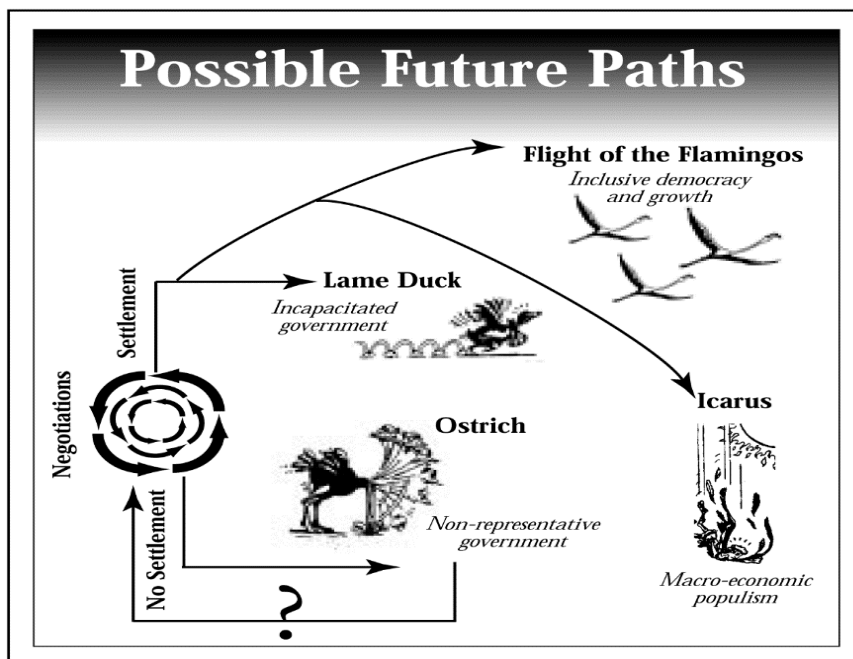 Possible Future Paths
Flight of the Flamingos
Inclusive democracy
and growth
Lame Duck
Incapacitated
government
Settlement
Negotiations
Icarus
Ostrich
Non-representative
government
No Settlement
Macro-economic
populism
?